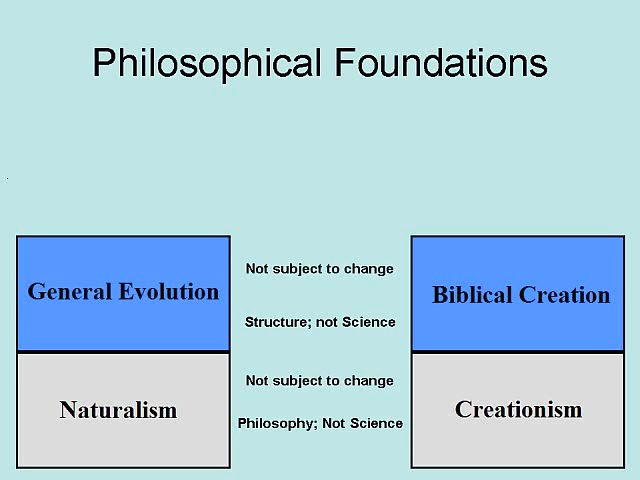 Philosophical Foundations
Not subject to change
General Evolution
Biblical Creation
Structure; not Science
Not subject to change
Naturalism
Creationism
Philosophy; Not Science